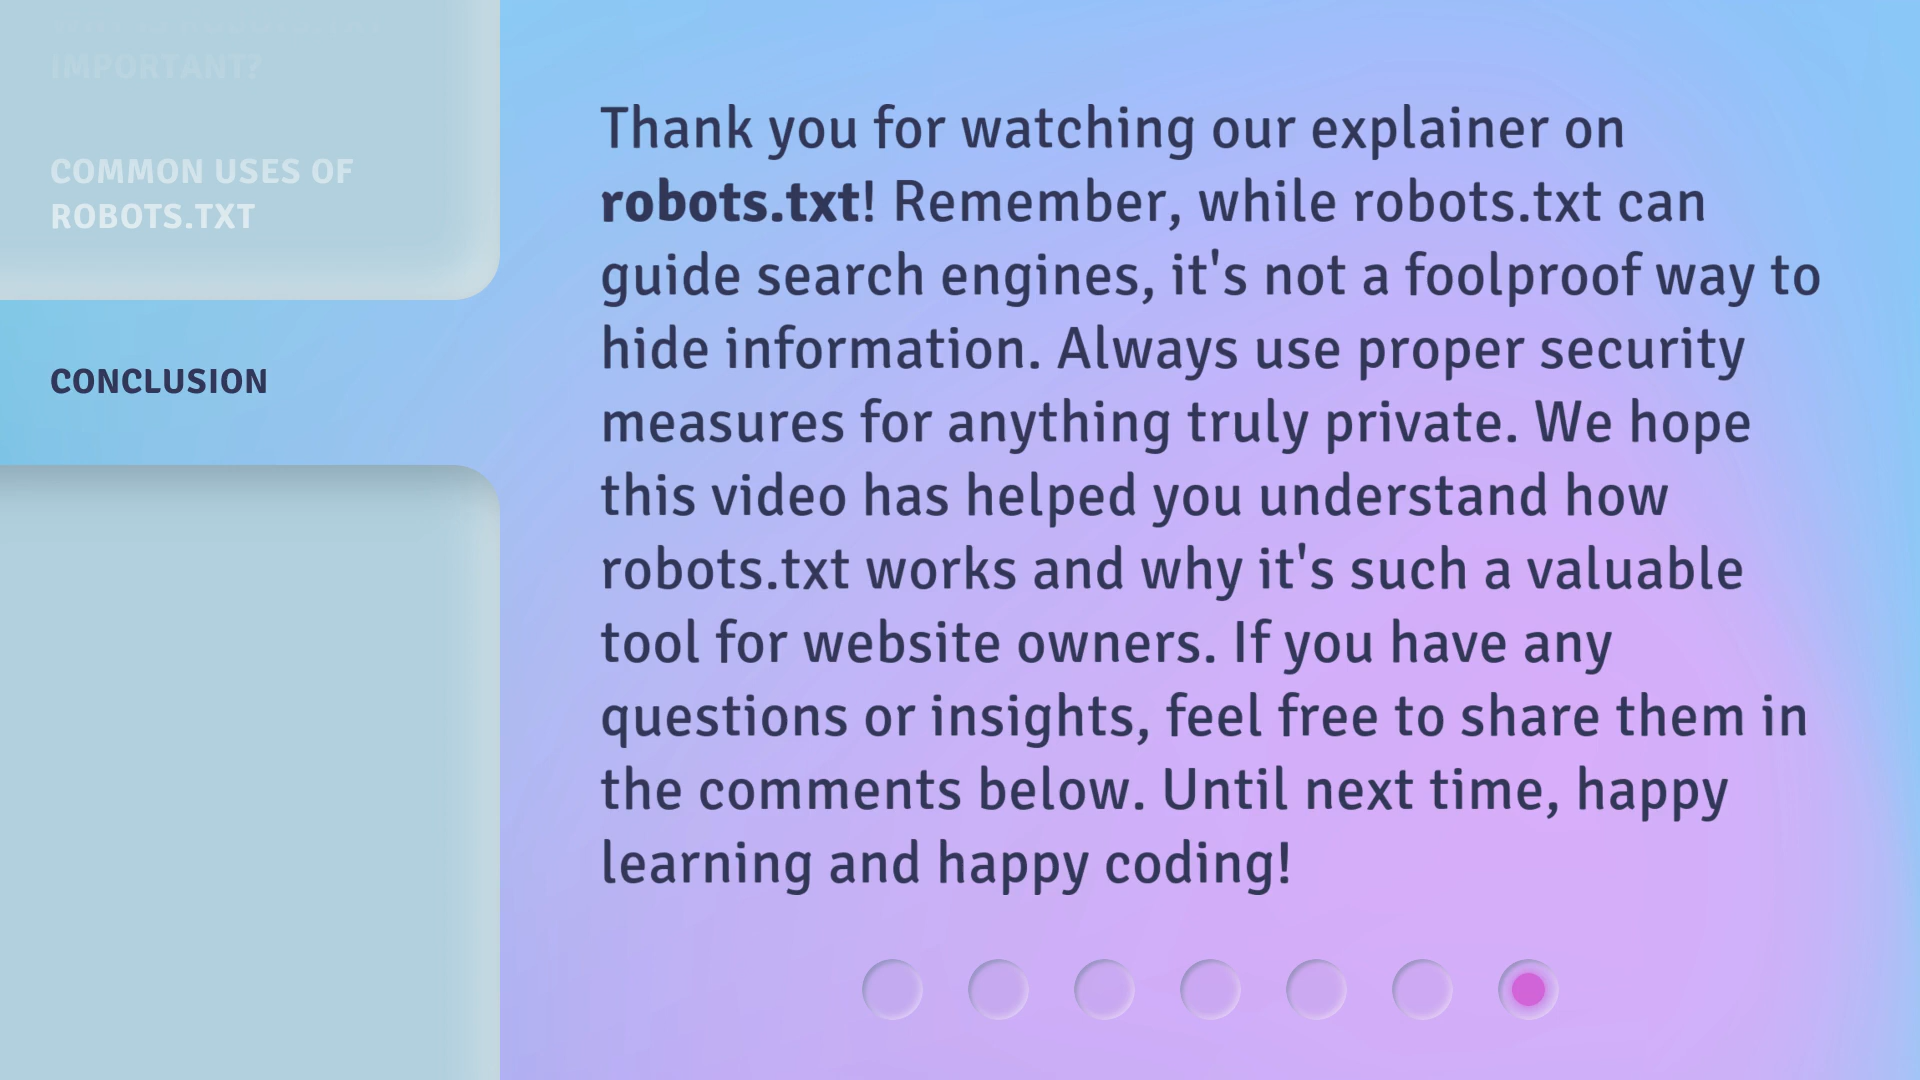 IMPORTANT?
COMMON USES OF
ROBOTS.TXT
CONCLUSION
Thank you for watching our explainer on
robots.txt! Remember, while robots.txt can
guide search engines, it's not a foolproof way to
hide information. Always use proper security
measures for anything truly private. We hope
this video has helped you understand how
robots.txt works and why it's such a valuable
tool for website owners. If you have any
questions or insights, feel free to share them in
the comments below. Until next time, happy
learning and happy coding!